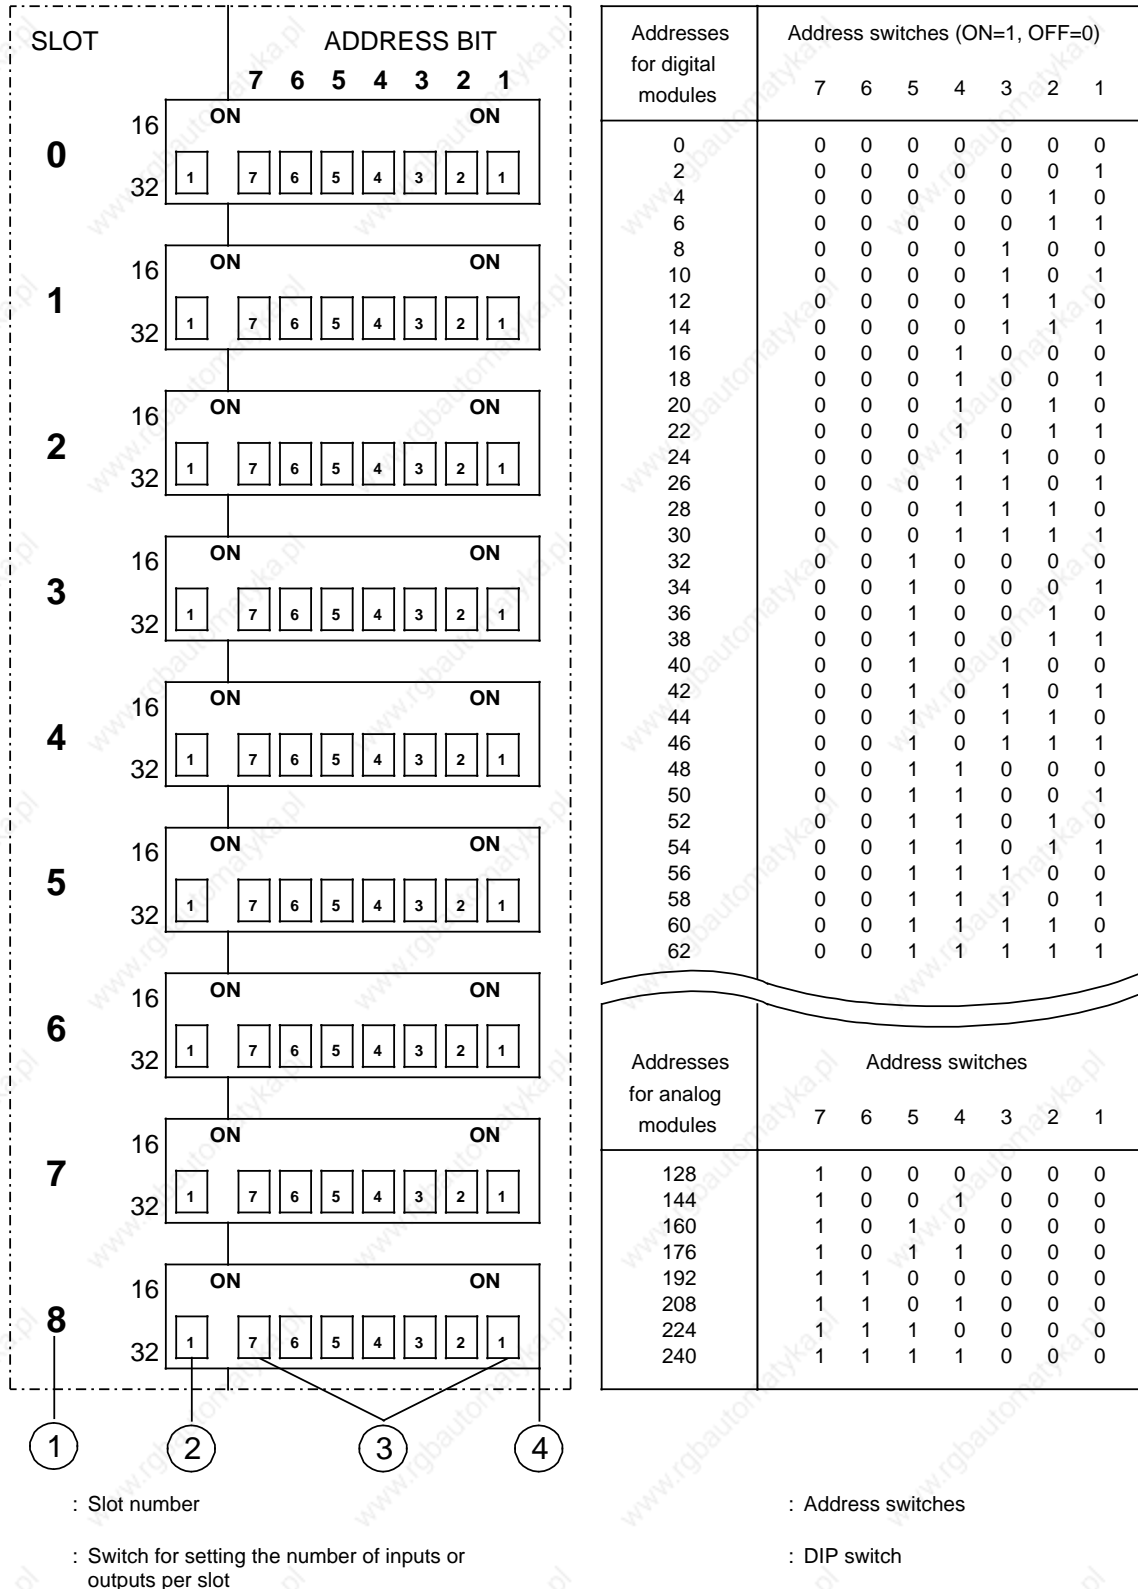 SLOT ADDRESS BIT
7 6 5 4 3 2 1
0 16 ON ON
32 1 7 6 5 4 3 2 1
1 16 ON ON
32 1 7 6 5 4 3 2 1
2 16 ON ON
32 1 7 6 5 4 3 2 1
3 16 ON ON
32 1 7 6 5 4 3 2 1
4 16 ON ON
32 1 7 6 5 4 3 2 1
5 16 ON ON
32 1 7 6 5 4 3 2 1
6 16 ON ON
32 1 7 6 5 4 3 2 1
7 16 ON ON
32 1 7 6 5 4 3 2 1
8 16 ON ON
32 1 7 6 5 4 3 2 1
1 2 3 4
Addresses for digital modules
Address switches (ON=1, OFF=0)
7 6 5 4 3 2 1
0 0 0 0 0 0 0 0
2 0 0 0 0 0 0 1
4 0 0 0 0 0 1 0
6 0 0 0 0 0 1 1
8 0 0 0 0 1 0 0
10 0 0 0 0 1 0 1
12 0 0 0 0 1 1 0
14 0 0 0 0 1 1 1
16 0 0 0 1 0 0 0
18 0 0 0 1 0 0 1
20 0 0 0 1 0 1 0
22 0 0 0 1 0 1 1
24 0 0 0 1 1 0 0
26 0 0 0 1 1 0 1
28 0 0 0 1 1 1 0
30 0 0 0 1 1 1 1
32 0 0 1 0 0 0 0
34 0 0 1 0 0 0 1
36 0 0 1 0 0 1 0
38 0 0 1 0 0 1 1
40 0 0 1 0 1 0 0
42 0 0 1 0 1 0 1
44 0 0 1 0 1 1 0
46 0 0 1 0 1 1 1
48 0 0 1 1 0 0 0
50 0 0 1 1 0 0 1
52 0 0 1 1 0 1 0
54 0 0 1 1 0 1 1
56 0 0 1 1 1 0 0
58 0 0 1 1 1 0 1
60 0 0 1 1 1 1 0
62 0 0 1 1 1 1 1
Addresses for analog modules
Address switches
7 6 5 4 3 2 1
128 1 0 0 0 0 0 0
144 1 0 0 1 0 0 0
160 1 0 1 0 0 0 0
176 1 0 1 1 0 0 0
192 1 1 0 0 0 0 0
208 1 1 0 1 0 0 0
224 1 1 1 0 0 0 0
240 1 1 1 1 0 0 0
: Slot number
: Switch for setting the number of inputs or
outputs per slot
: Address switches
: DIP switch
www.rgbautomatyka.pl